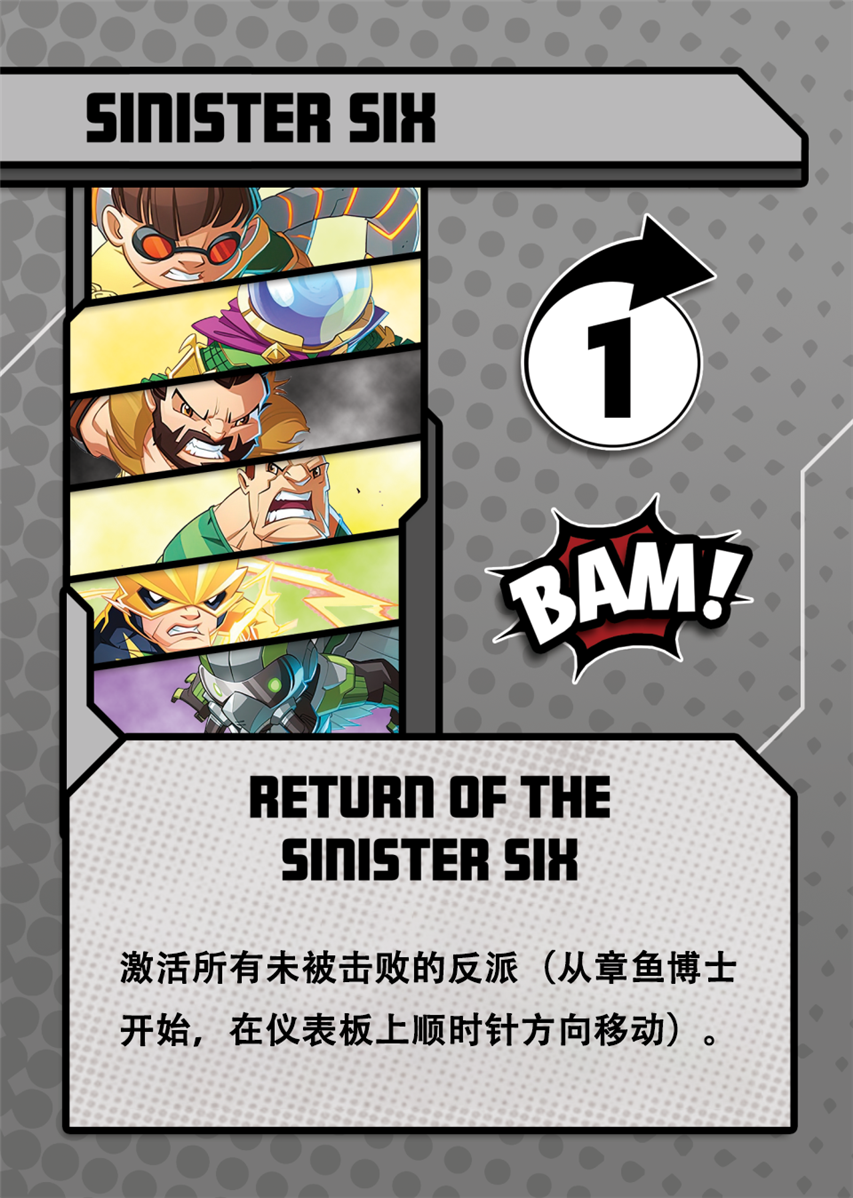 SINISTER SIX
1
BAM!
RETURN OF THE
SINISTER SIX
激活所有未被击败的反派（从章鱼博士
开始，在仪表板上顺时针方向移动）。